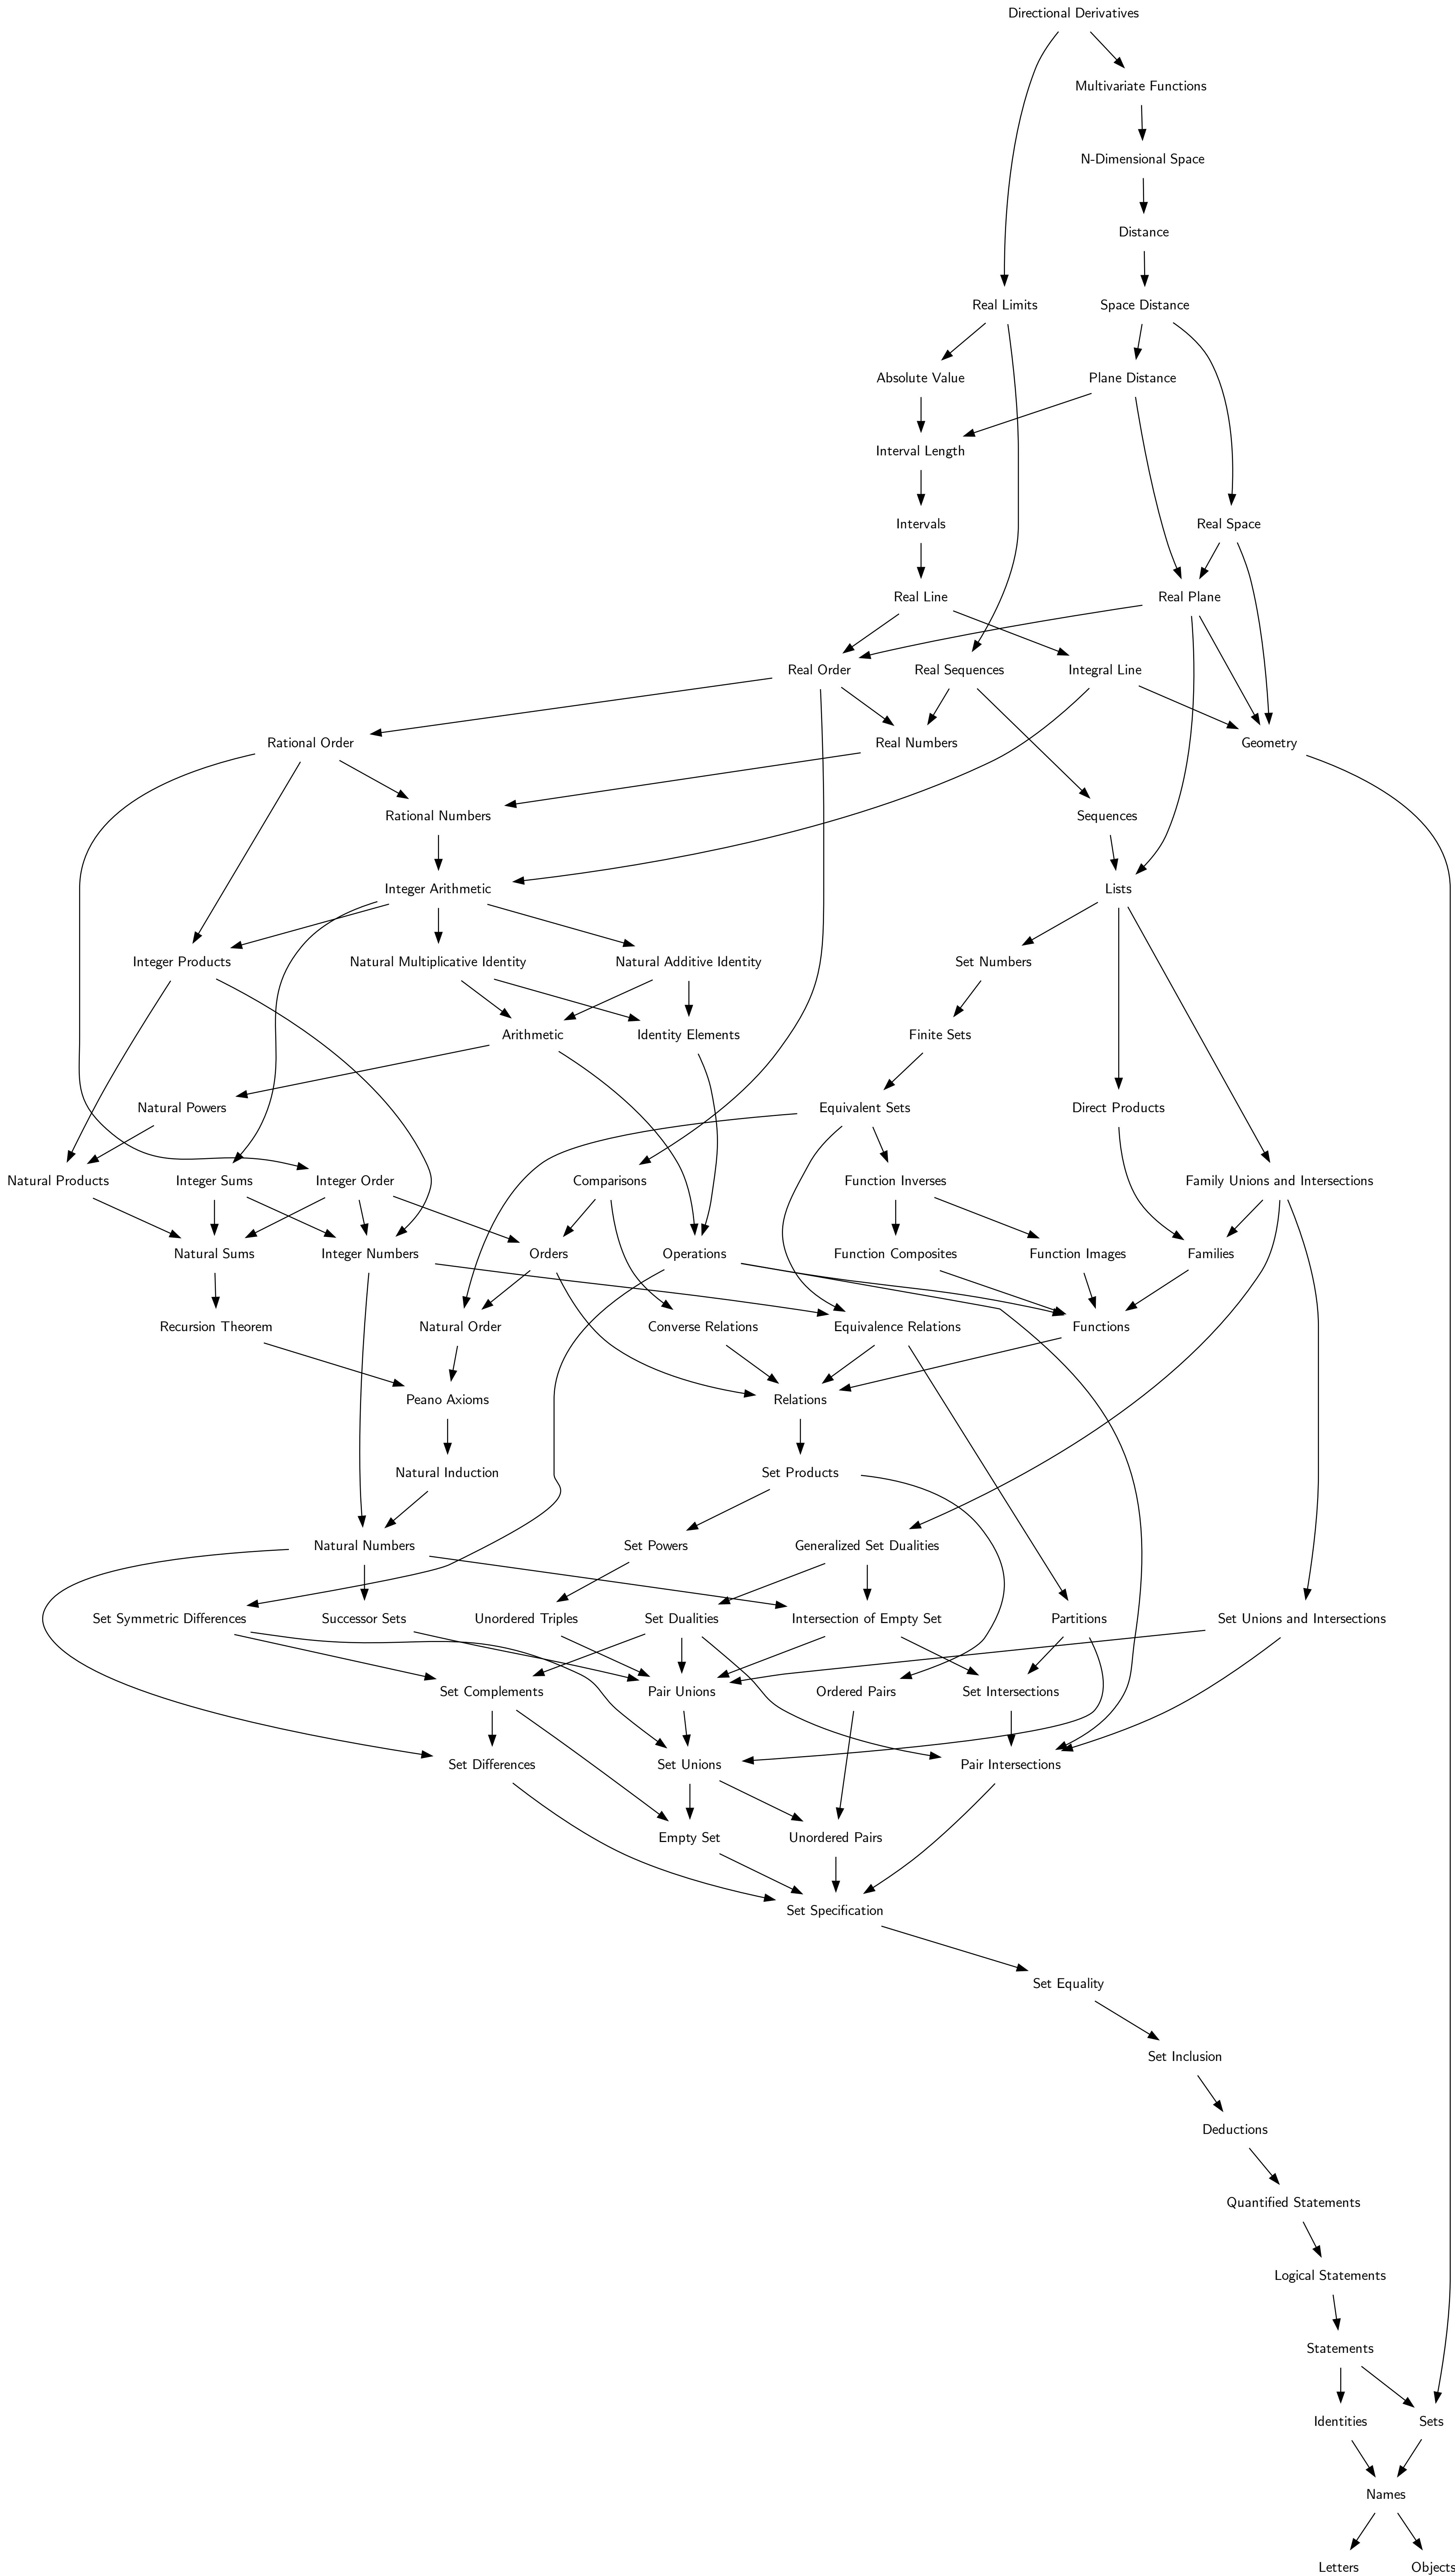 Directional Derivatives
Multivariate Functions
N-Dimensional Space
Distance
Real Limits
Space Distance
Absolute Value
Plane Distance
Interval Length
Intervals
Real Space
Real Line
Real Plane
Real Order
Real Sequences
Integral Line
Rational Order
Real Numbers
Geometry
Rational Numbers
Sequences
Integer Arithmetic
Lists
Integer Products
Natural Multiplicative Identity
Natural Additive Identity
Set Numbers
Arithmetic
Identity Elements
Finite Sets
Natural Powers
Equivalent Sets
Direct Products
Natural Products
Integer Sums
Integer Order
Comparisons
Function Inverses
Family Unions and Intersections
Natural Sums
Integer Numbers
Orders
Operations
Function Composites
Function Images
Families
Recursion Theorem
Natural Order
Converse Relations
Equivalence Relations
Functions
Peano Axioms
Relations
Natural Induction
Set Products
Natural Numbers
Set Powers
Generalized Set Dualities
Set Symmetric Differences
Successor Sets
Unordered Triples
Set Dualities
Intersection of Empty Set
Partitions
Set Unions and Intersections
Set Complements
Pair Unions
Ordered Pairs
Set Intersections
Set Differences
Set Unions
Pair Intersections
Empty Set
Unordered Pairs
Set Specification
Set Equality
Set Inclusion
Deductions
Quantified Statements
Logical Statements
Statements
Identities
Sets
Names
Letters
Objects